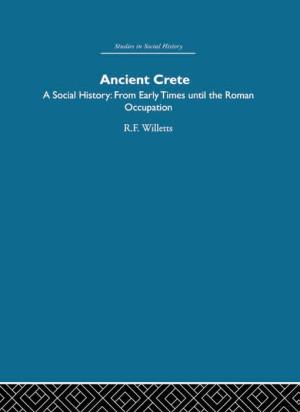 Studies in Social History
Ancient Crete
A Social History: From Early Times until the Roman
Occupation
R.F. Willetts